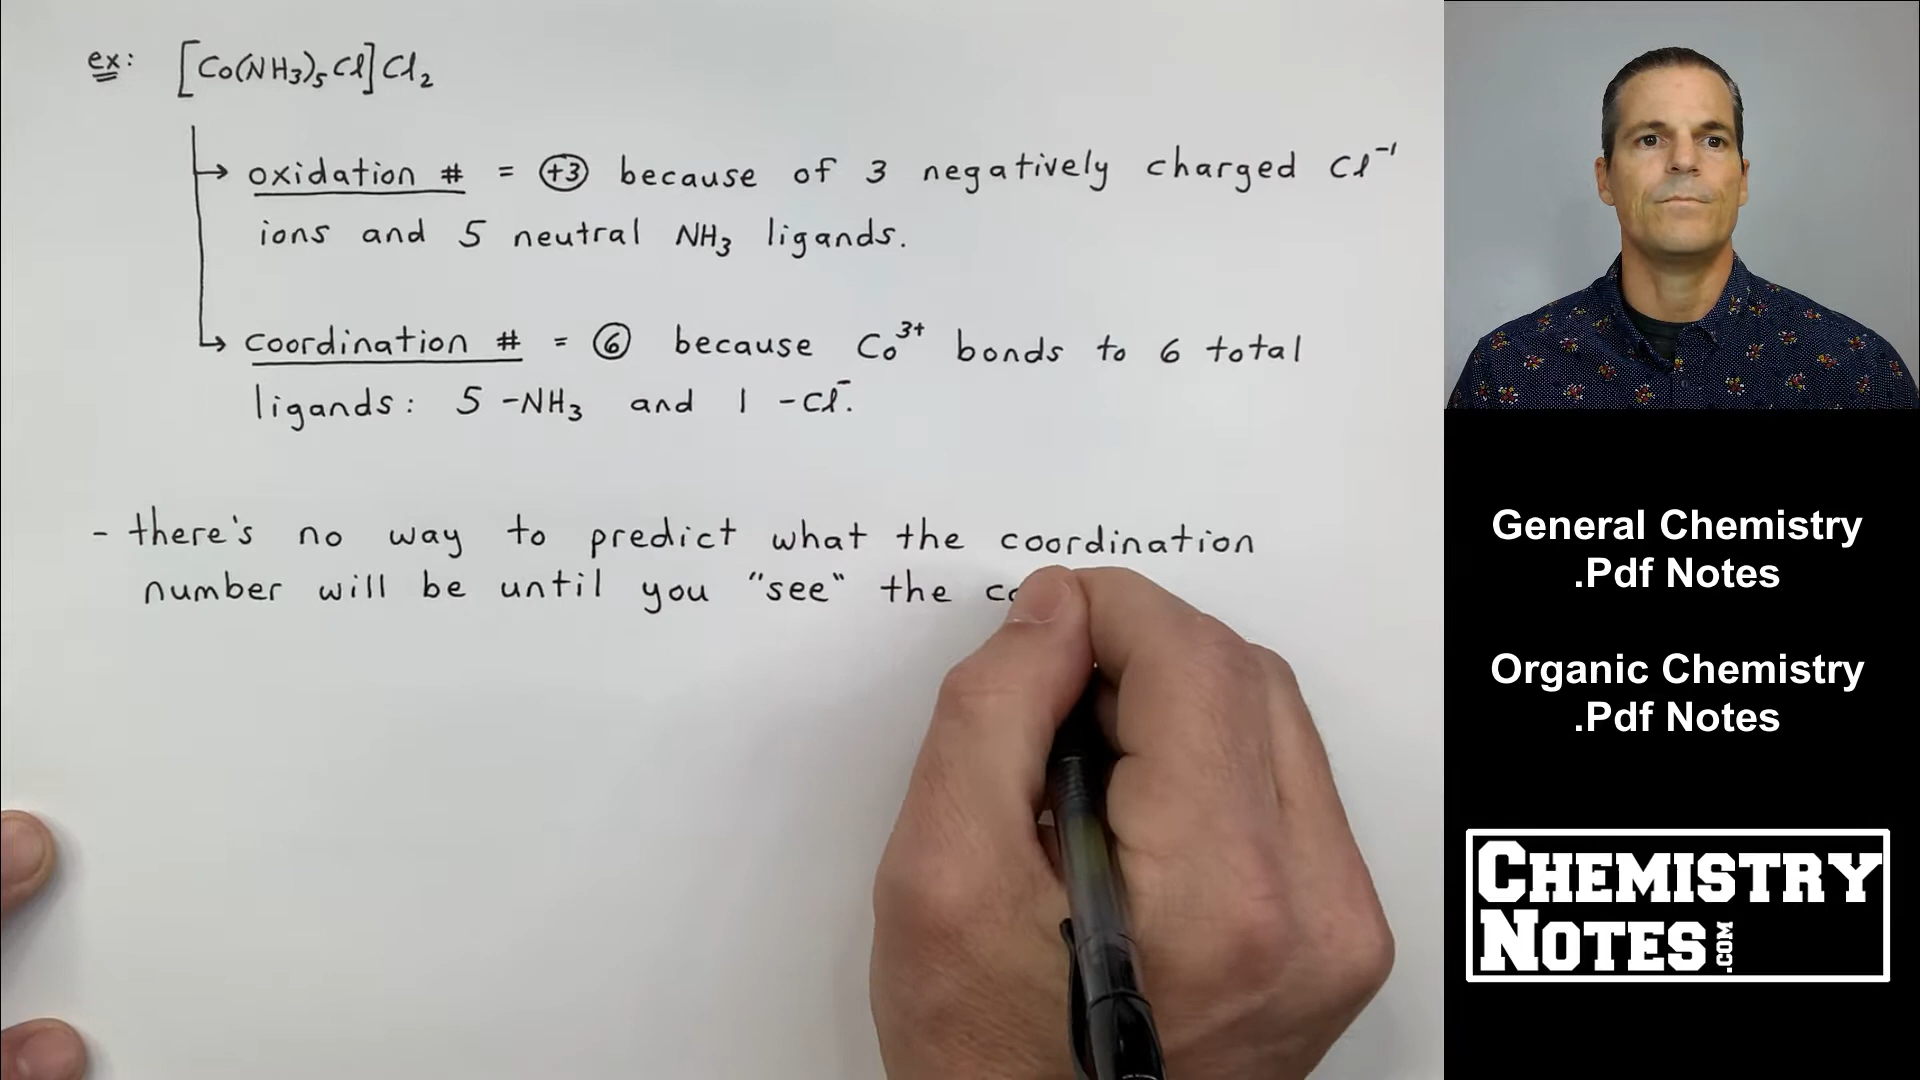 ex: [Co(NH3)5Cl]Cl2
oxidation # = +3 because of 3 negatively charged Cl⁻¹
ions and 5 neutral NH3 ligands.
coordination # = 6 because Co³⁺ bonds to 6 total
ligands: 5 -NH3 and 1 -Cl⁻.
- there's no way to predict what the coordination
number will be until you "see" the
General Chemistry
.Pdf Notes
Organic Chemistry
.Pdf Notes
CHEMISTRY
NOTES.COM